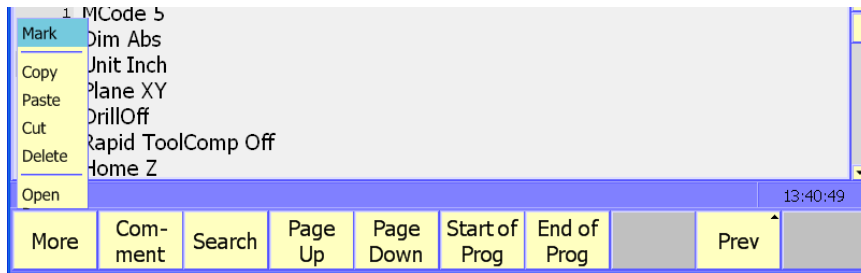 1 MCode 5
Mark
Dim Abs
Unit Inch
Copy
Plane XY
Paste
DrillOff
Cut
Rapid ToolComp Off
Delete
Home Z
Open
13:40:49
More
Com-
ment
Search
Page
Up
Page
Down
Start of
Prog
End of
Prog
Prev